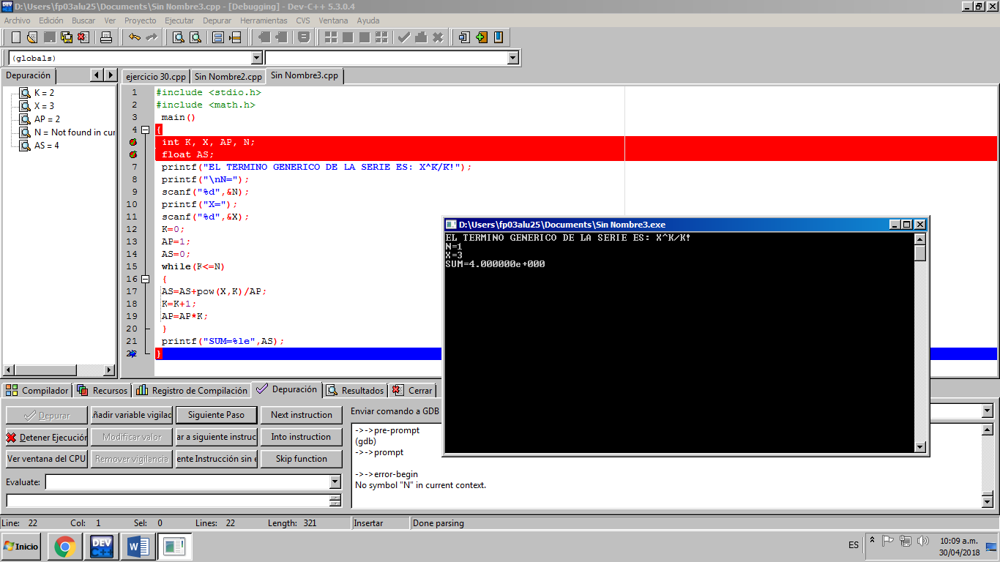 D:\Users\fp03alu25\Documents\Sin Nombre3.cpp - [Debugging] - Dev-C++ 5.3.0.4
Archivo Edición Buscar Ver Proyecto Ejecutar Depurar Herramientas CVS Ventana Ayuda
(globals)
Depuración
ejercicio 30.cpp Sin Nombre2.cpp Sin Nombre3.cpp
K = 2
X = 3
AP = 2
N = Not found in cur
AS = 4
1 #include <stdio.h>
2 #include <math.h>
3 main()
4 {
int K, X, AP, N;
float AS;
7 printf("EL TERMINO GENERICO DE LA SERIE ES: X^K/K!");
8 printf("\nN=");
9 scanf("%d",&N);
10 printf("X=");
11 scanf("%d",&X);
12 K=0;
13 AP=1;
14 AS=0;
15 while(K<=N)
16 {
17 AS=AS+pow(X,K)/AP;
18 K=K+1;
19 AP=AP*K;
20 }
21 printf("SUM=%le",AS);
22 }
D:\Users\fp03alu25\Documents\Sin Nombre3.exe
EL TERMINO GENERICO DE LA SERIE ES: X^K/K!
N=1
X=3
SUM=4.000000e+000
Compilador Recursos Registro de Compilación Depuración Resultados Cerrar
Depurar ñadir variable vigilac Siguiente Paso Next instruction
Detener Ejecución Modificar valor ar a siguiente instruc Into instruction
Ver ventana del CPU Remover vigilancia ente Instrucción sin e Skip function
Evaluate:
Enviar comando a GDB
->->pre-prompt
(gdb)
->->prompt
->->error-begin
No symbol "N" in current context.
Line: 22 Col: 1 Sel: 0 Lines: 22 Length: 321 Insertar Done parsing
Inicio
DEV C++
ES
10:09 a.m.
30/04/2018